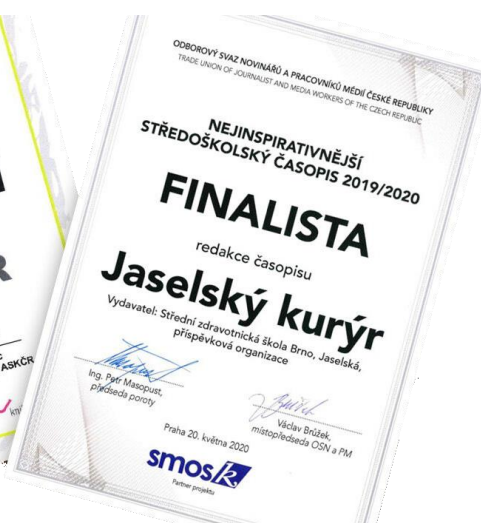 ODBOROVÝ SVAZ NOVINÁŘŮ A PRACOVNÍKŮ MÉDIÍ ČESKÉ REPUBLIKY
TRADE UNION OF JOURNALIST AND MEDIA WORKERS OF THE CZECH REPUBLIC
NEJINSPIRATIVNĚJŠÍ
STŘEDOŠKOLSKÝ ČASOPIS 2019/2020
FINALISTA
redakce časopisu
Jaselský kurýr
Vydavatel: Střední zdravotnická škola Brno, Jaselská,
příspěvková organizace
Ing. Petr Masopust,
předseda poroty
Václav Brůžek,
místopředseda OSN a PM
Praha 20. května 2020
smosk
Partner projektu
R
ASKČR